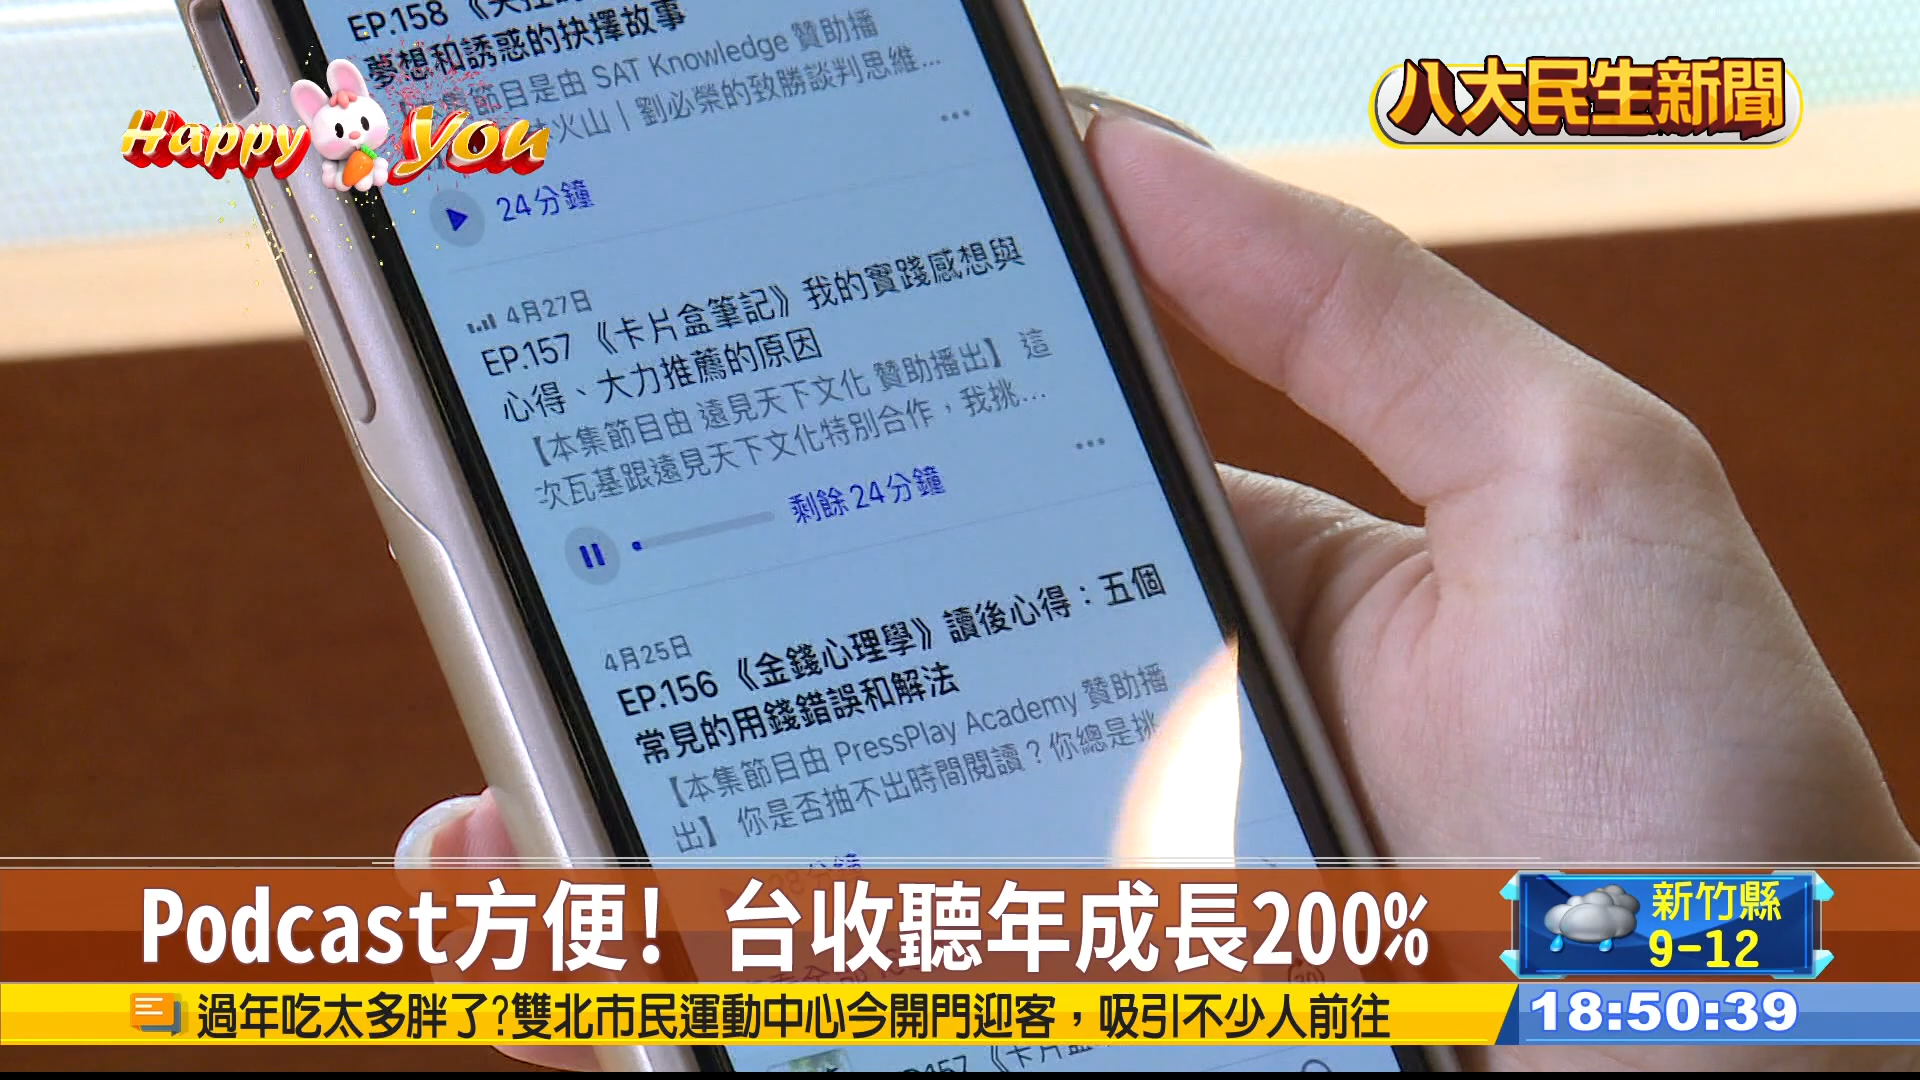 EP.158
夢想和誘惑的抉擇故事
節目是由 SAT Knowledge 贊助播
火山｜劉必榮的致勝談判思維...
24分鐘
Happy You
八大民生新聞
4月27日
EP.157《卡片盒筆記》我的實踐感想與
心得、大力推薦的原因
【本集節目由 遠見天下文化 贊助播出】 這
次瓦基跟遠見天下文化特別合作，我挑...
剩餘24分鐘
4月25日
EP.156《金錢心理學》讀後心得：五個
常見的用錢錯誤和解法
【本集節目由 PressPlay Academy 贊助播
出】 你是否抽不出時間閱讀？你總是挑
Podcast方便! 台收聽年成長200%
新竹縣
9-12
過年吃太多胖了?雙北市民運動中心今開門迎客，吸引不少人前往
18:50:39